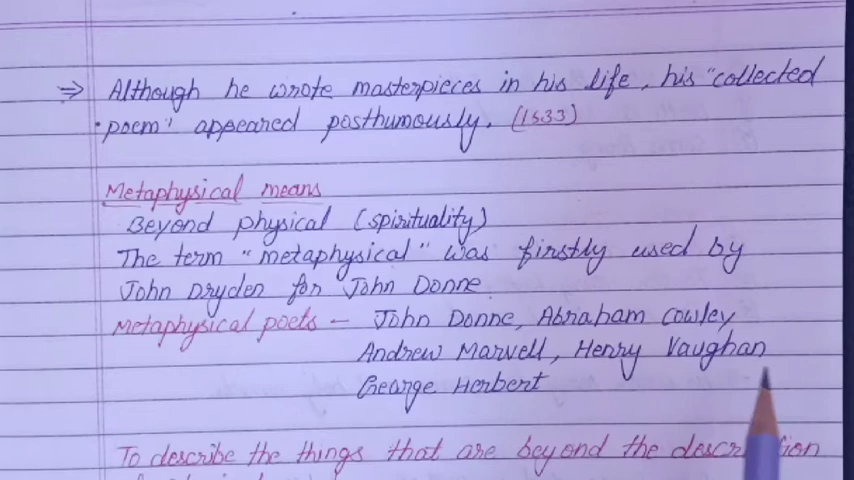 ⇒ Although he wrote masterpieces in his life, his "collected
poem" appeared posthumously. (1533)
Metaphysical means
Beyond physical (spirituality)
The term "metaphysical" was firstly used by
John Dryden for John Donne.
Metaphysical poets - John Donne, Abraham Cowley,
Andrew Marvell, Henry Vaughan
George Herbert
To describe the things that are beyond the